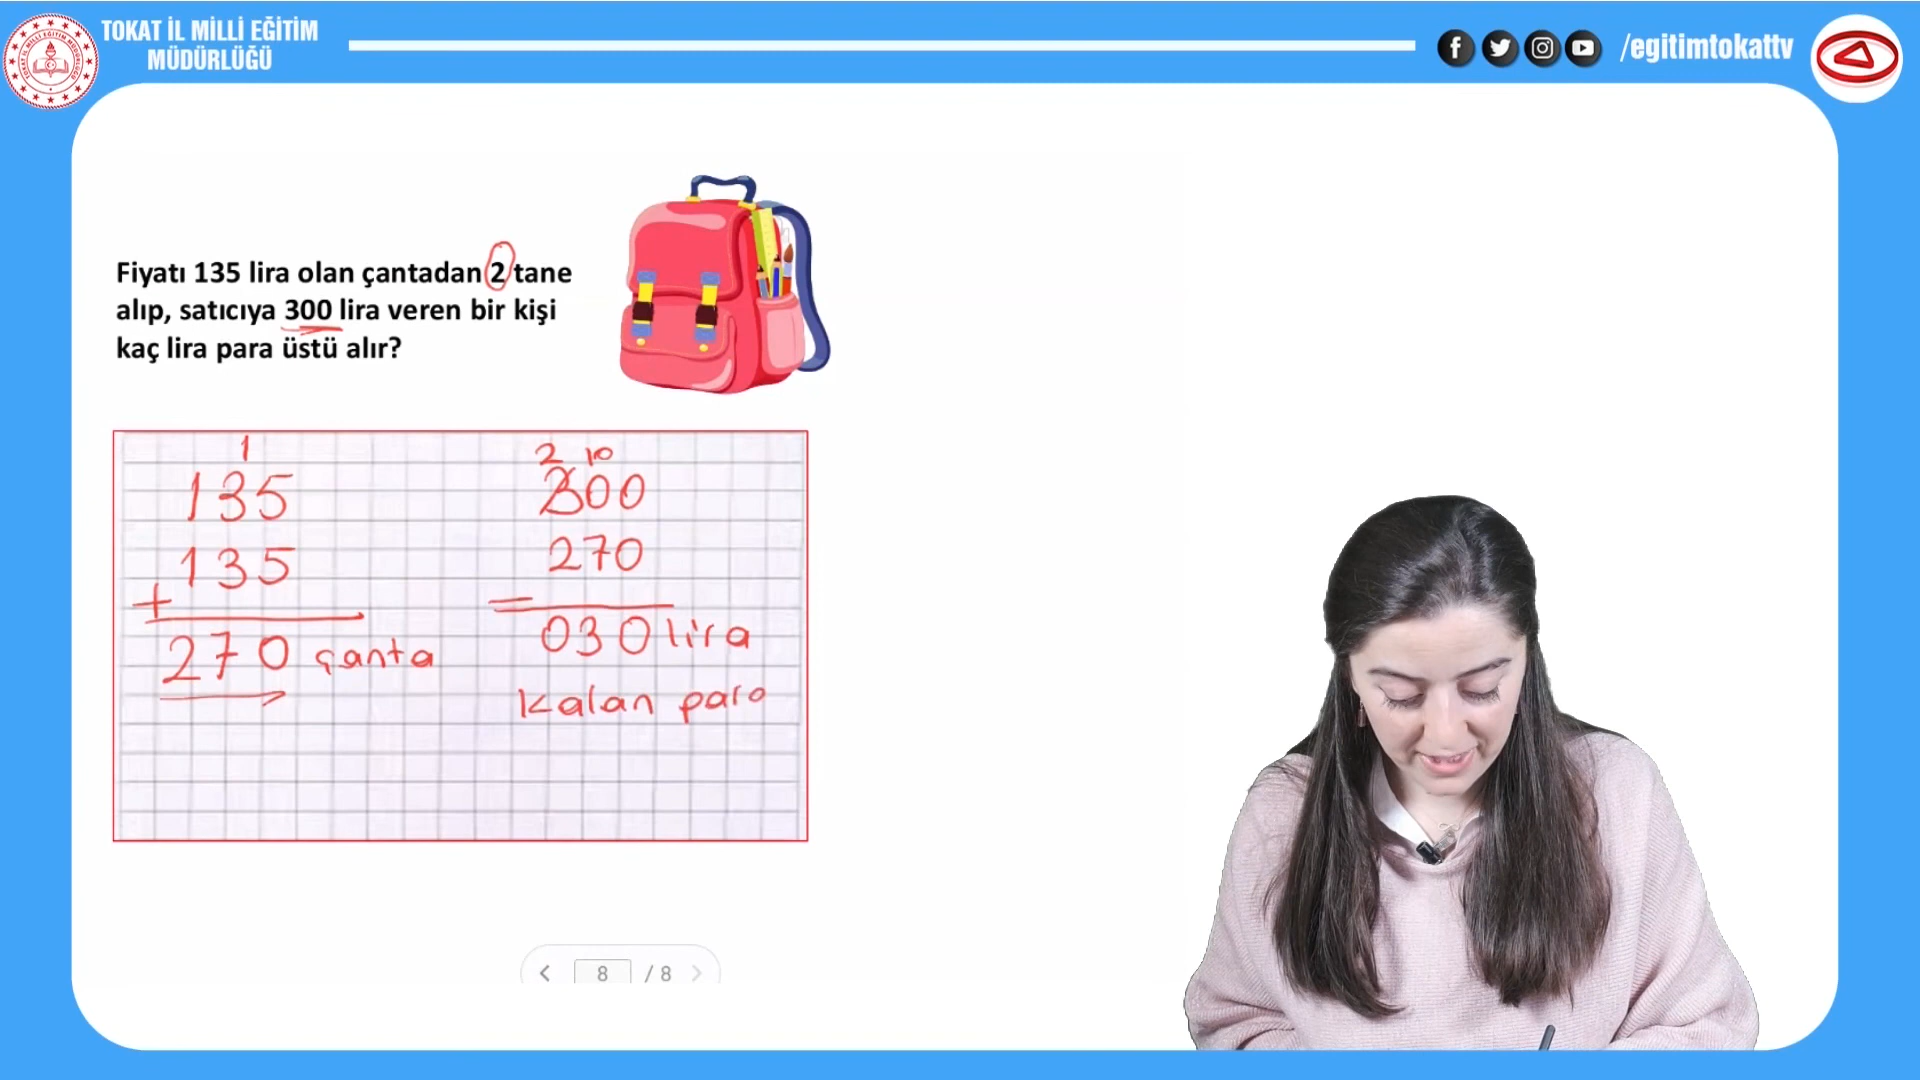 TOKAT İL MİLLİ EĞİTİM
MÜDÜRLÜĞÜ
/egitimtokattv
Fiyatı 135 lira olan çantadan 2 tane
alıp, satıcıya 300 lira veren bir kişi
kaç lira para üstü alır?
1
135
135
+
270 çanta
2 10
300
270
-
030 lira
kalan para
8 / 8